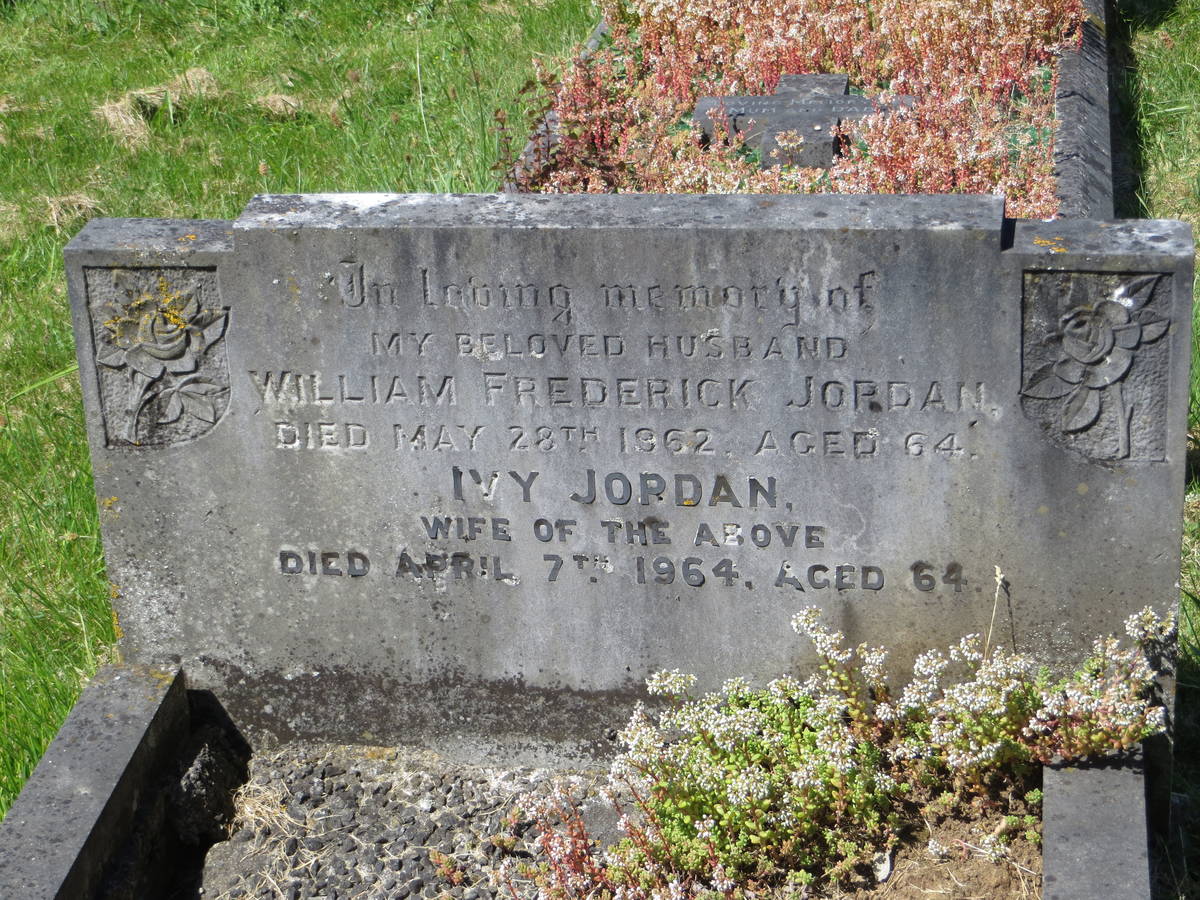 In loving memory of
MY BELOVED HUSBAND
WILLIAM FREDERICK JORDAN,
DIED MAY 28TH 1962, AGED 64.
IVY JORDAN,
WIFE OF THE ABOVE
DIED APRIL 7TH 1964, AGED 64.